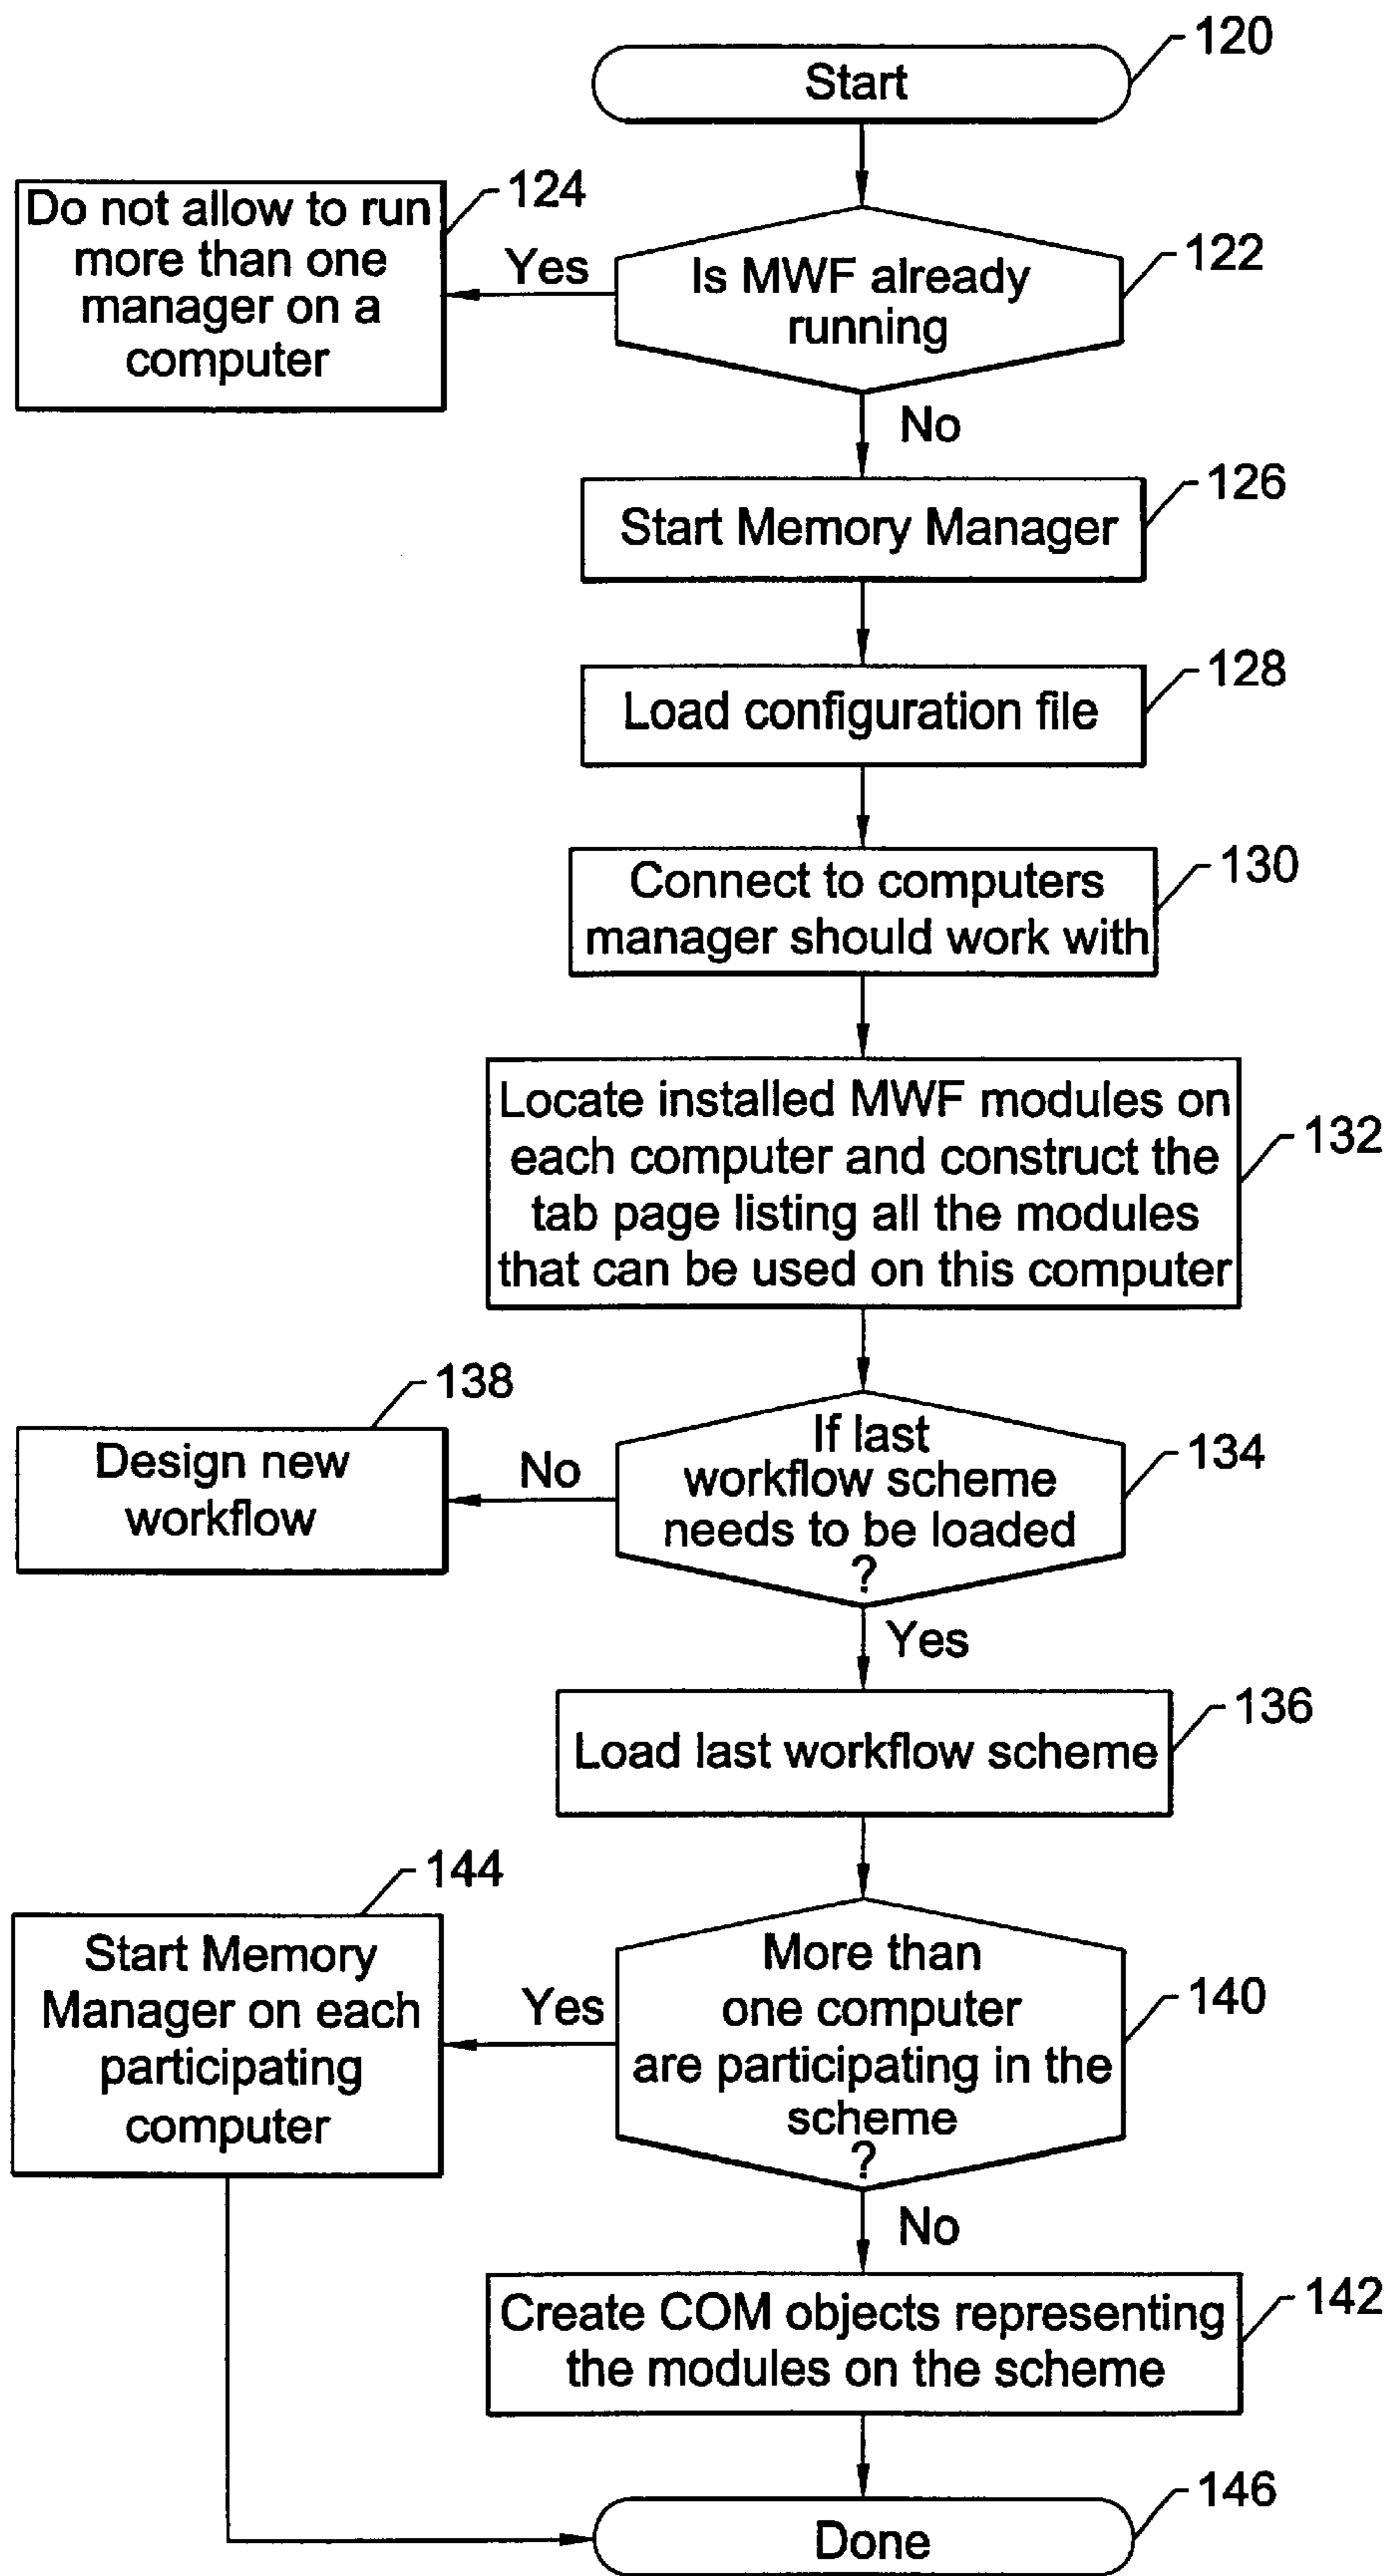 120
Start
124
Do not allow to run
more than one
manager on a
computer
Yes
122
Is MWF already
running
No
126
Start Memory Manager
128
Load configuration file
130
Connect to computers
manager should work with
132
Locate installed MWF modules on
each computer and construct the
tab page listing all the modules
that can be used on this computer
138
Design new
workflow
No
134
If last
workflow scheme
needs to be loaded
?
Yes
136
Load last workflow scheme
144
Start Memory
Manager on each
participating
computer
Yes
140
More than
one computer
are participating in the
scheme
?
No
142
Create COM objects representing
the modules on the scheme
146
Done